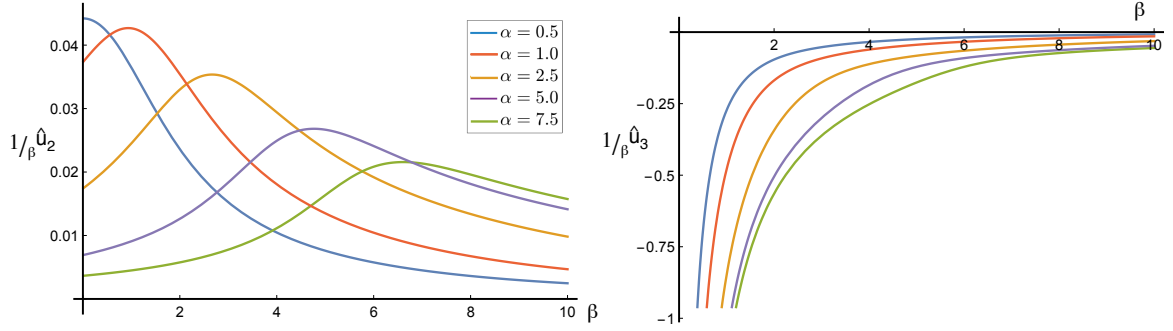 0.04
0.03
0.02
0.01
1/β û2
2 4 6 8 10 β
α = 0.5
α = 1.0
α = 2.5
α = 5.0
α = 7.5
β
2 4 6 8 10
-0.25
-0.5
-0.75
-1
1/β û3